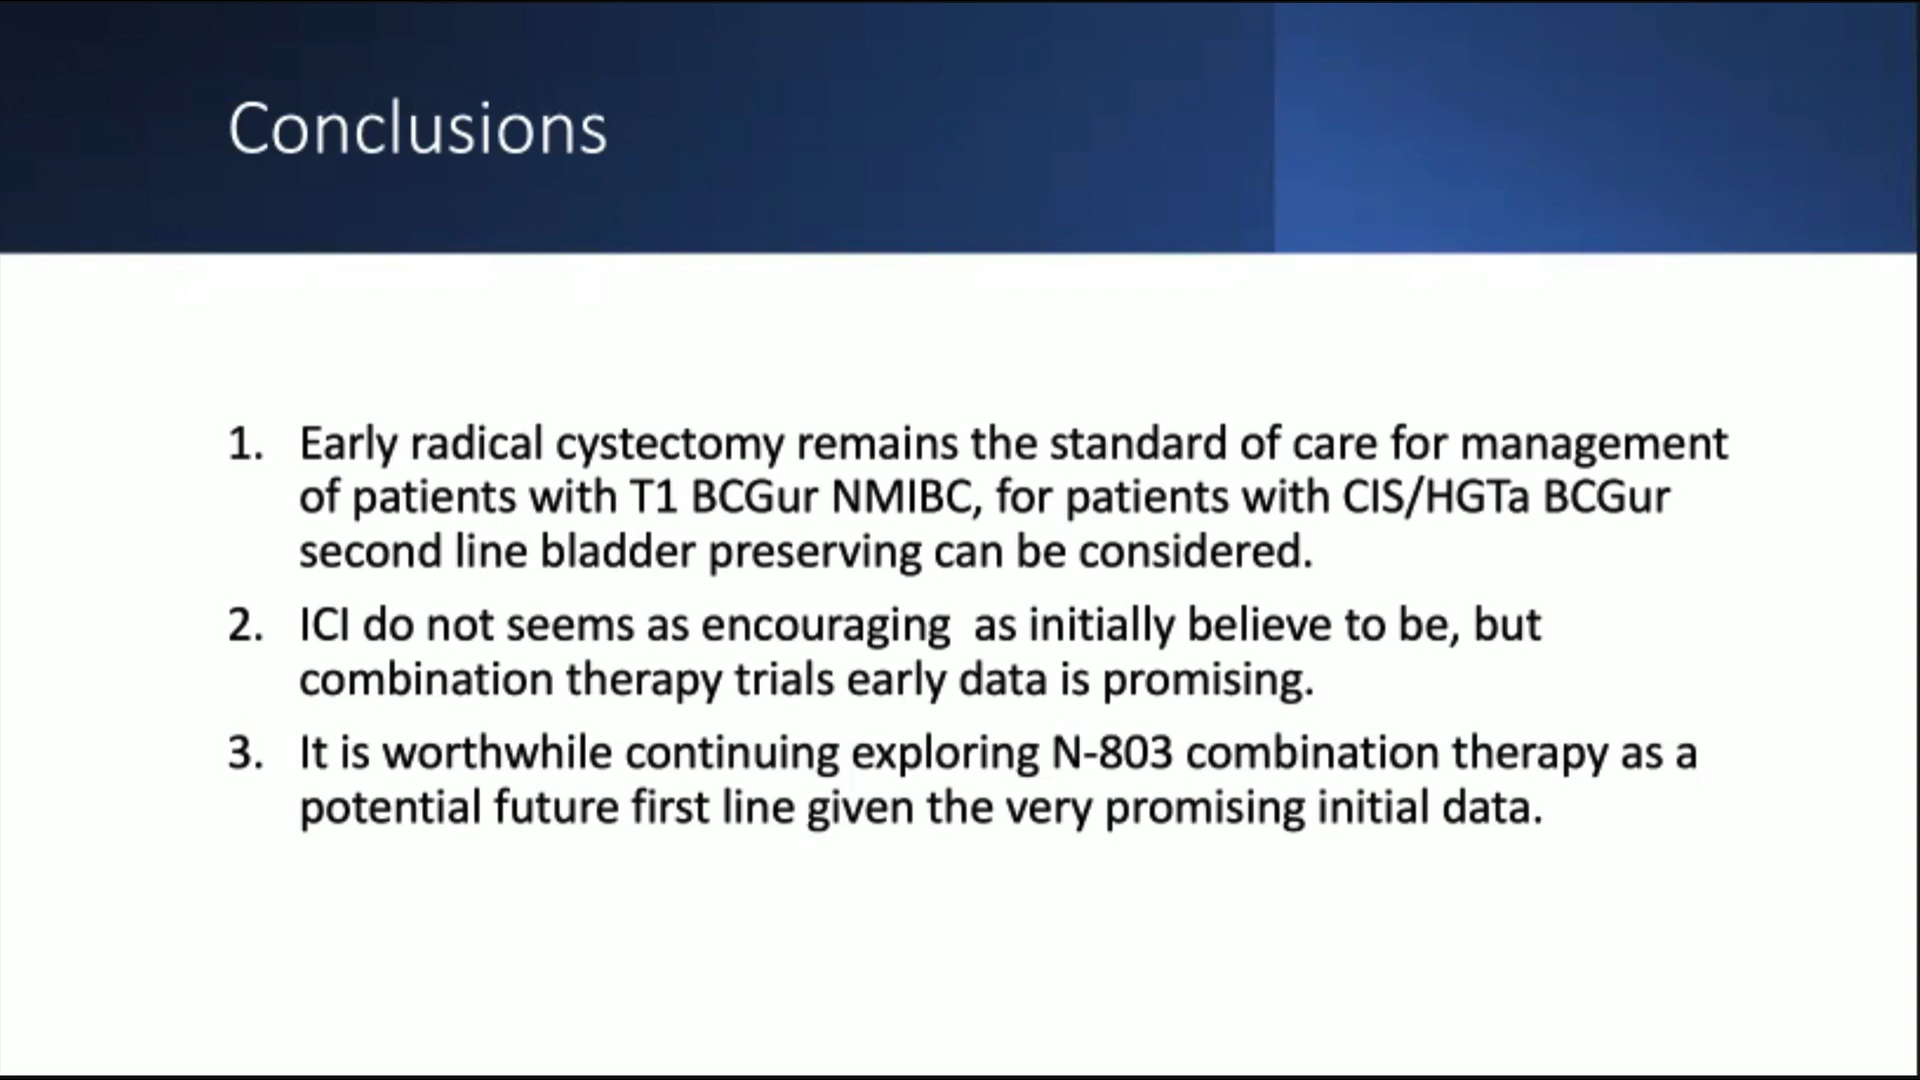 Conclusions
1. Early radical cystectomy remains the standard of care for management
of patients with T1 BCGur NMIBC, for patients with CIS/HGTa BCGur
second line bladder preserving can be considered.
2. ICI do not seems as encouraging  as initially believe to be, but
combination therapy trials early data is promising.
3. It is worthwhile continuing exploring N-803 combination therapy as a
potential future first line given the very promising initial data.